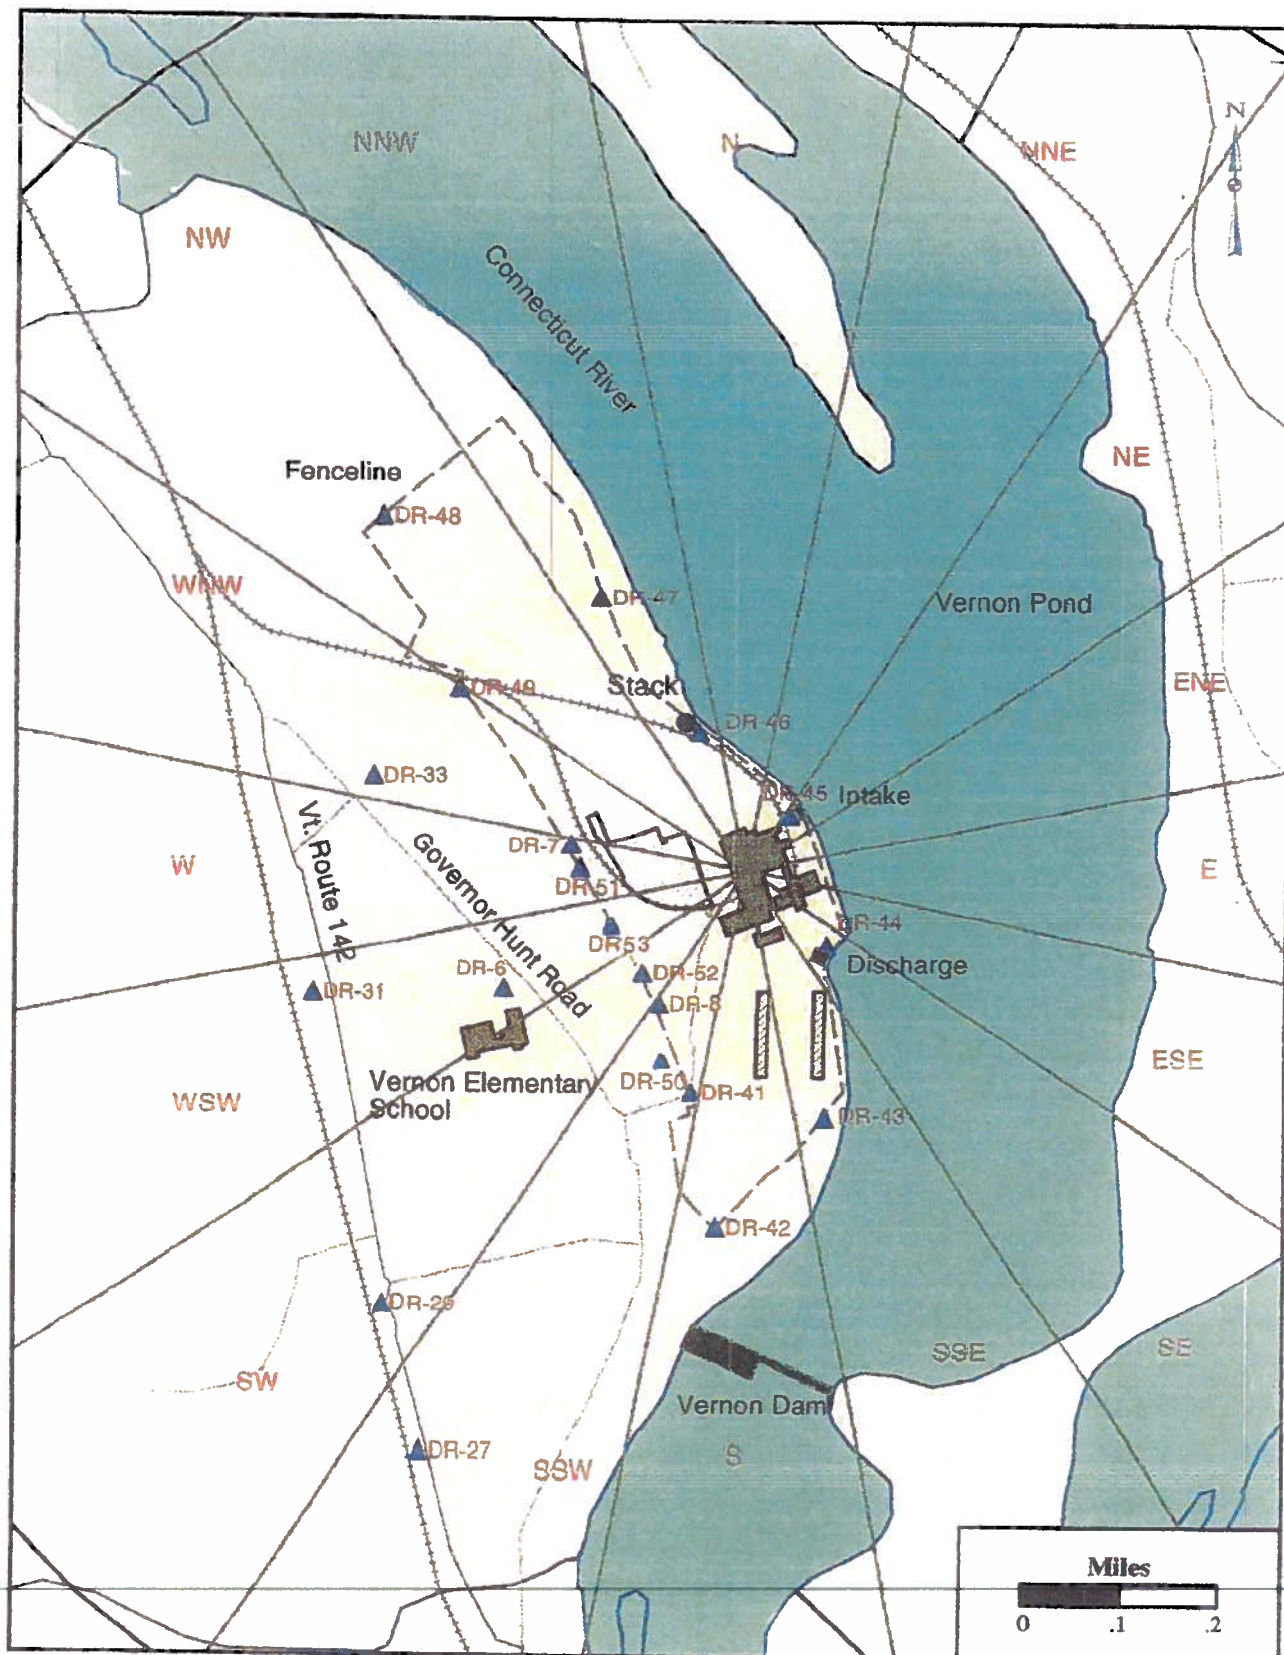 NNW
N
NNE
N
NW
Connecticut River
NE
Fenceline
DR-48
WNW
DR-47
Vernon Pond
Stack
DR-49
ENE
DR-46
DR-33
DR-45
Intake
Vt. Route 142
Governor Hunt Road
DR-7
W
E
DR-51
DR53
DR-44
DR-6
DR-52
Discharge
DR-31
DR-8
ESE
DR-50
Vernon Elementary
School
DR-41
WSW
DR-43
DR-42
DR-29
SSE
SE
SW
Vernon Dam
DR-27
S
SSW
Miles
0 .1 .2